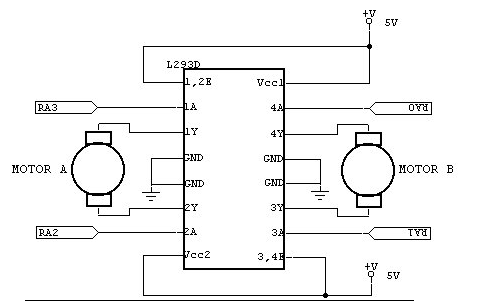 +V
5V
L293D
1,2E
Vcc1
RA3
1A
4A
RA0
1Y
4Y
GND
GND
MOTOR A
MOTOR B
GND
GND
2Y
3Y
RA2
2A
3A
RA1
Vcc2
3,4E
+V
5V